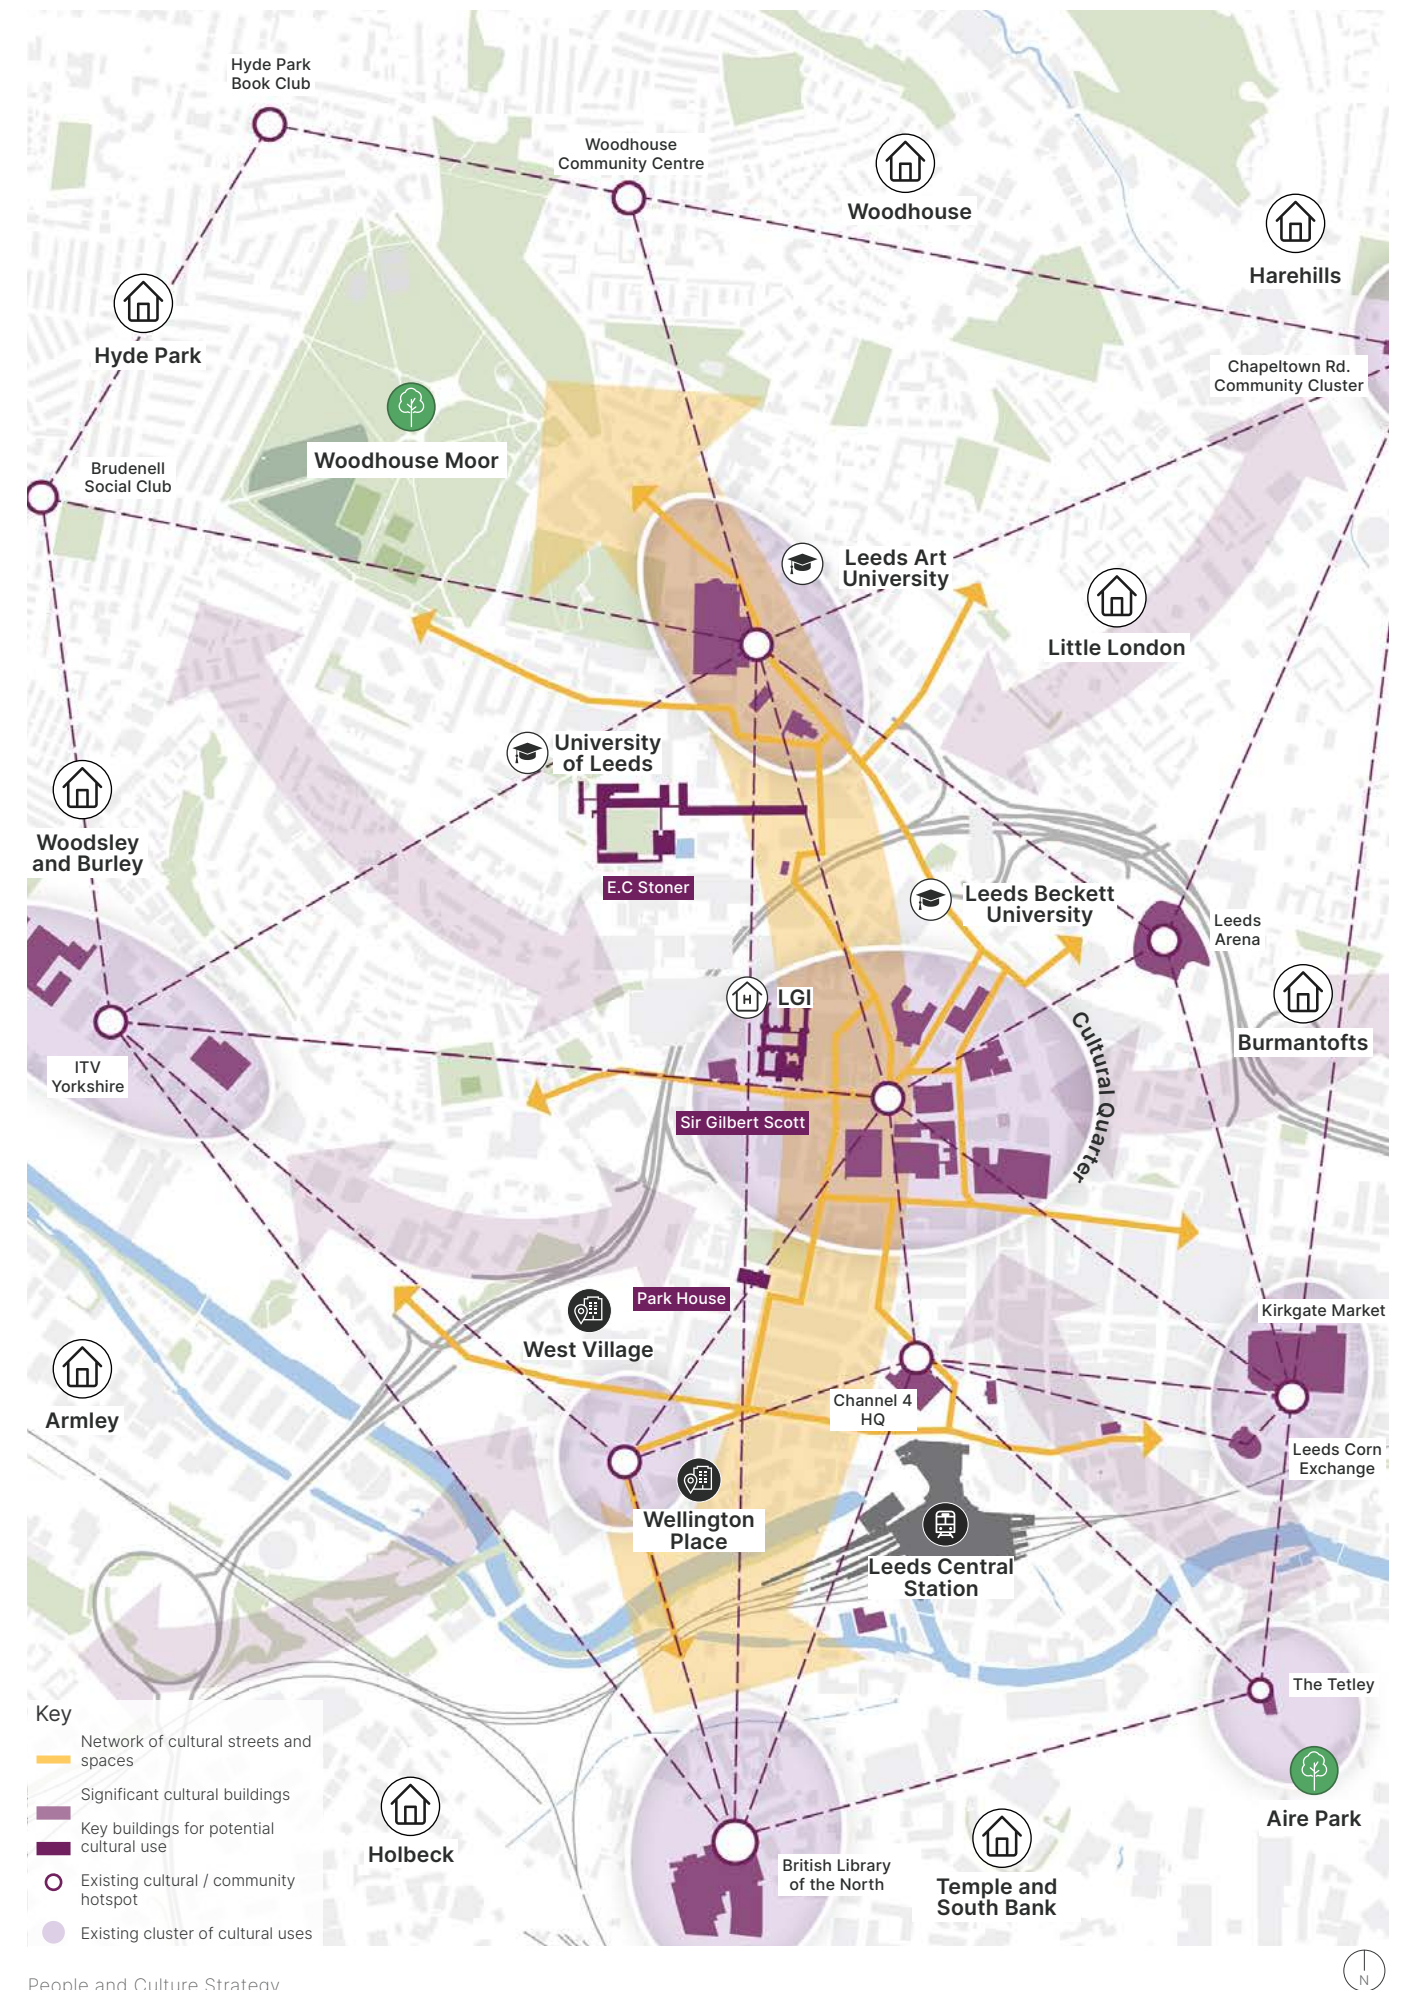 Hyde Park
Book Club
Woodhouse
Community Centre
Woodhouse
Harehills
Hyde Park
Chapeltown Rd.
Community Cluster
Woodhouse Moor
Brudenell
Social Club
Leeds Art
University
Little London
University
of Leeds
Woodsley
and Burley
E.C Stoner
Leeds Beckett
University
Leeds
Arena
LGI
Cultural Quarter
Burmantofts
ITV
Yorkshire
Sir Gilbert Scott
Park House
Kirkgate Market
West Village
Armley
Channel 4
HQ
Leeds Corn
Exchange
Wellington
Place
Leeds Central
Station
The Tetley
Aire Park
Holbeck
British Library
of the North
Temple and
South Bank
Key
Network of cultural streets and
spaces
Significant cultural buildings
Key buildings for potential
cultural use
Existing cultural / community
hotspot
Existing cluster of cultural uses
People and Culture Strategy
H
N